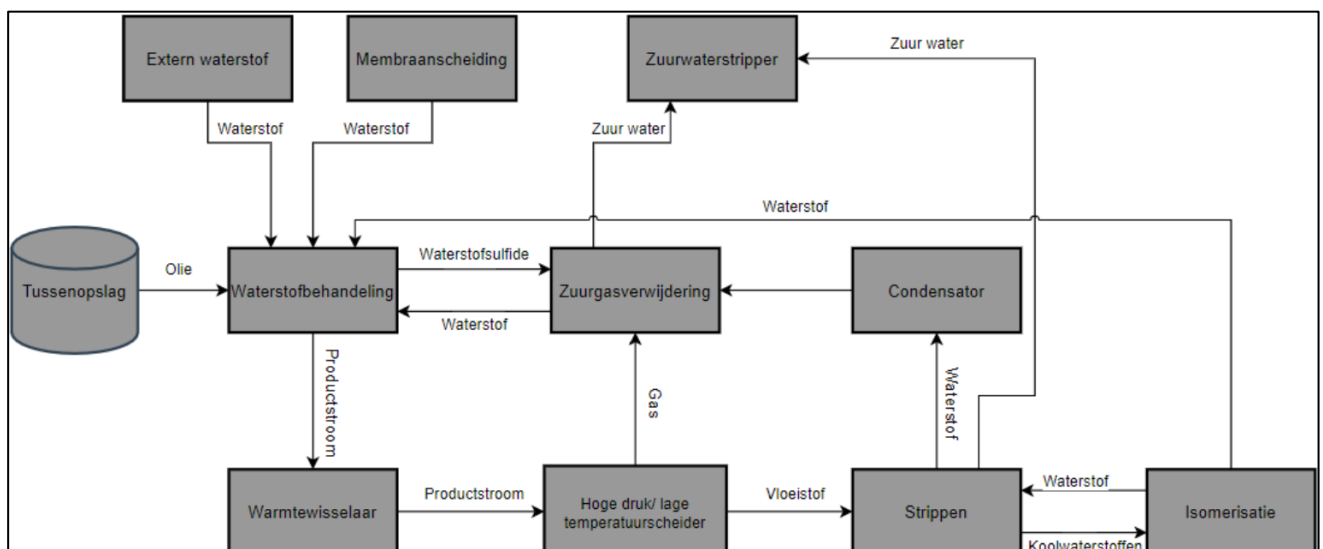 Extern waterstof
Membraanscheiding
Zuurwaterstripper
Zuur water
Waterstof
Waterstof
Zuur water
Waterstof
Tussenopslag
Olie
Waterstofbehandeling
Waterstofsulfide
Waterstof
Zuurgasverwijdering
Condensator
Productstroom
Gas
Waterstof
Warmtewisselaar
Productstroom
Hoge druk/ lage
temperatuurscheider
Vloeistof
Strippen
Waterstof
Koolwaterstoffen
Isomerisatie